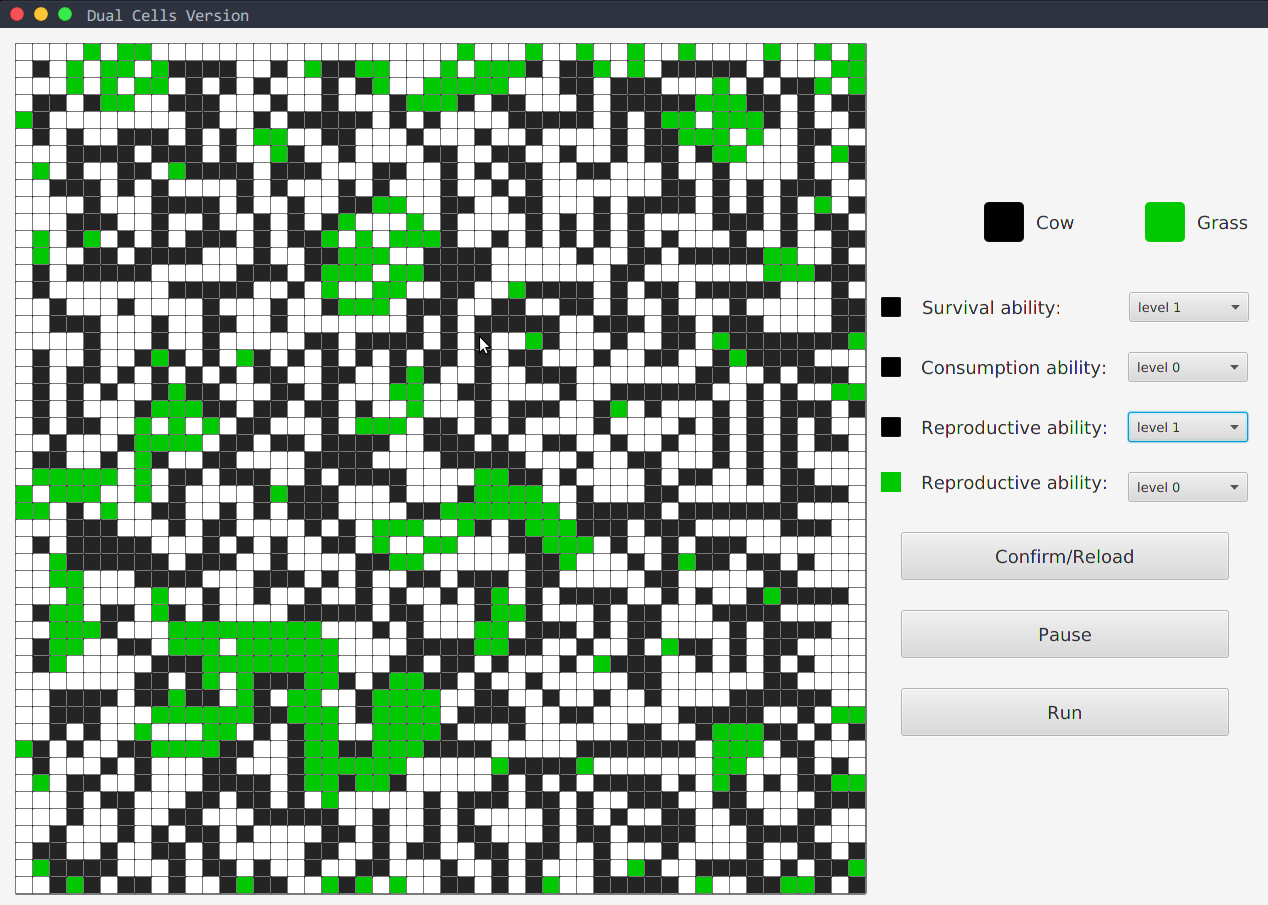 Dual Cells Version
Cow
Grass
Survival ability:
level 1
Consumption ability:
level 0
Reproductive ability:
level 1
Reproductive ability:
level 0
Confirm/Reload
Pause
Run